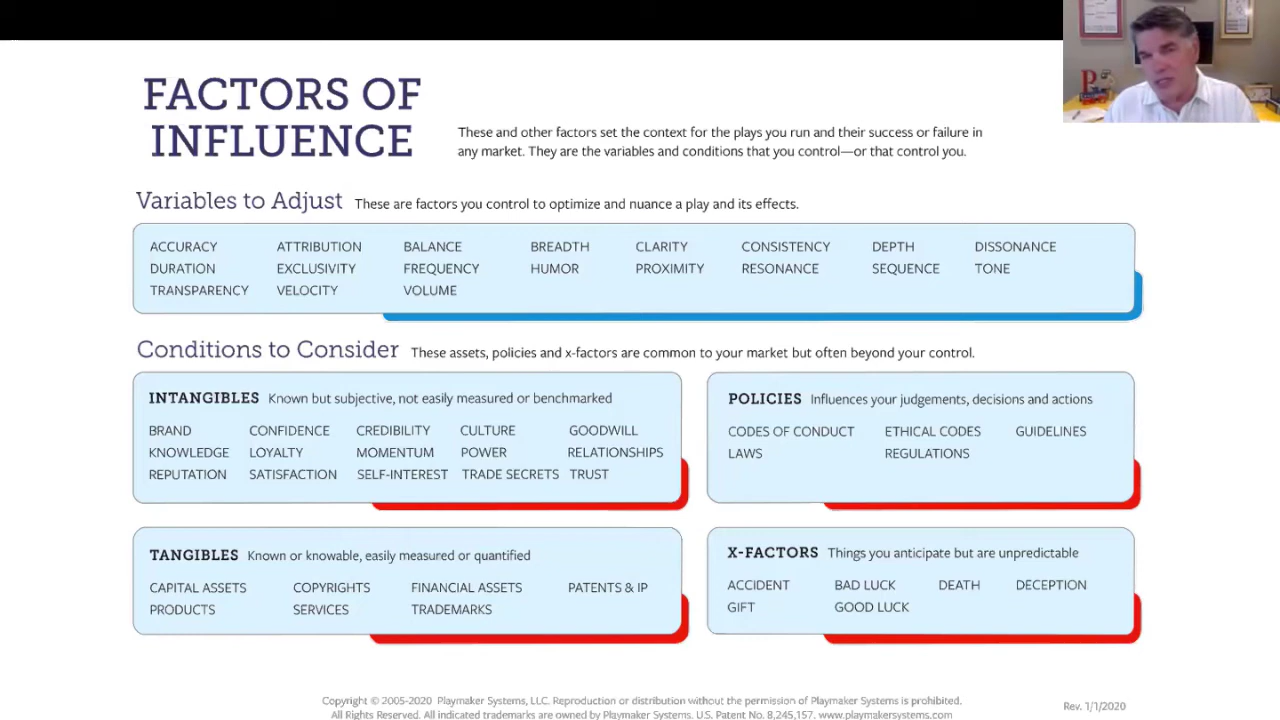 FACTORS OF
INFLUENCE
These and other factors set the context for the plays you run and their success or failure in
any market. They are the variables and conditions that you control—or that control you.
Variables to Adjust These are factors you control to optimize and nuance a play and its effects.
ACCURACY ATTRIBUTION BALANCE BREADTH CLARITY CONSISTENCY DEPTH DISSONANCE
DURATION EXCLUSIVITY FREQUENCY HUMOR PROXIMITY RESONANCE SEQUENCE TONE
TRANSPARENCY VELOCITY VOLUME
Conditions to Consider These assets, policies and x-factors are common to your market but often beyond your control.
INTANGIBLES Known but subjective, not easily measured or benchmarked
BRAND CONFIDENCE CREDIBILITY CULTURE GOODWILL
KNOWLEDGE LOYALTY MOMENTUM POWER RELATIONSHIPS
REPUTATION SATISFACTION SELF-INTEREST TRADE SECRETS TRUST
POLICIES Influences your judgements, decisions and actions
CODES OF CONDUCT ETHICAL CODES GUIDELINES
LAWS REGULATIONS
TANGIBLES Known or knowable, easily measured or quantified
CAPITAL ASSETS COPYRIGHTS FINANCIAL ASSETS PATENTS & IP
PRODUCTS SERVICES TRADEMARKS
X-FACTORS Things you anticipate but are unpredictable
ACCIDENT BAD LUCK DEATH DECEPTION
GIFT GOOD LUCK
Copyright © 2005-2020 Playmaker Systems, LLC. Reproduction or distribution without the permission of Playmaker Systems is prohibited.
All Rights Reserved. All indicated trademarks are owned by Playmaker Systems. U.S. Patent No. 8,245,157. www.playmakersystems.com
Rev. 1/1/2020